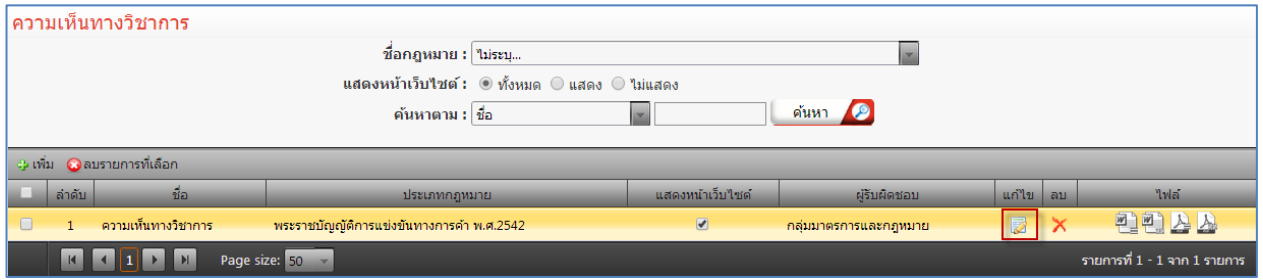 ความเห็นทางวิชาการ
ชื่อกฎหมาย : ไม่ระบุ...
แสดงหน้าเว็บไซต์ : ทั้งหมด แสดง ไม่แสดง
ค้นหาตาม : ชื่อ ค้นหา
เพิ่ม ลบรายการที่เลือก
ลำดับ ชื่อ ประเภทกฎหมาย แสดงหน้าเว็บไซต์ ผู้รับผิดชอบ แก้ไข ลบ ไฟล์
1 ความเห็นทางวิชาการ พระราชบัญญัติการแข่งขันทางการค้า พ.ศ.2542 กลุ่มมาตรการและกฎหมาย
1 Page size: 50 รายการที่ 1 - 1 จาก 1 รายการ